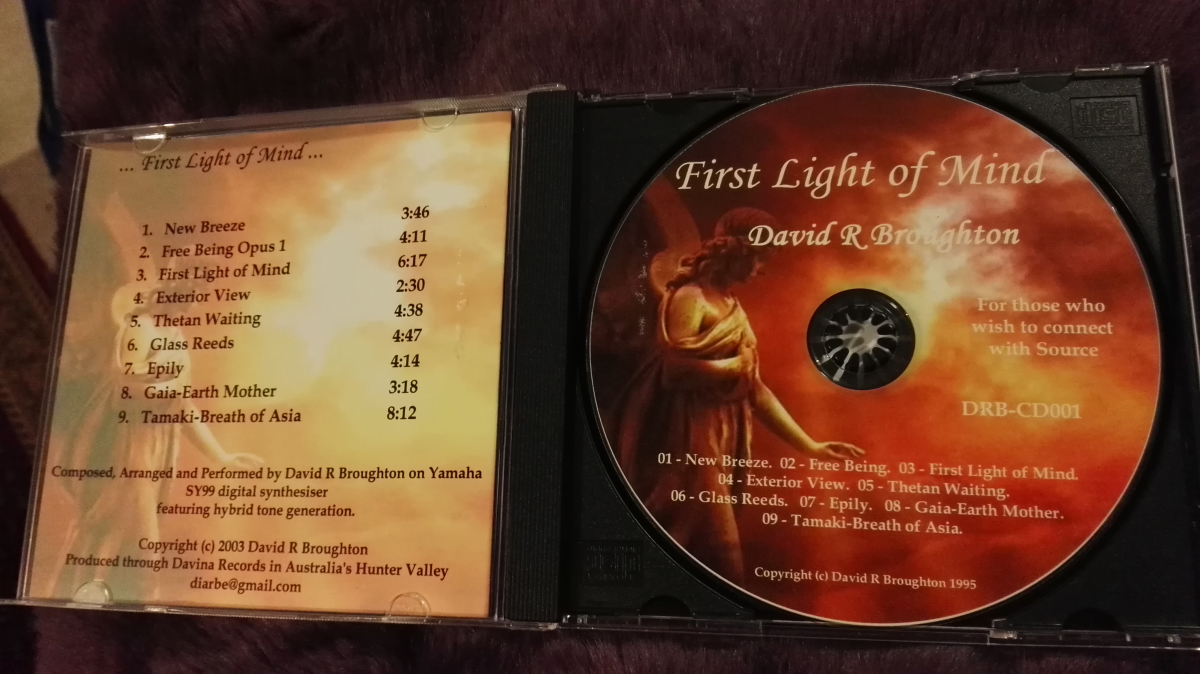 ... First Light of Mind ...
1. New Breeze 3:46
2. Free Being Opus 1 4:11
3. First Light of Mind 6:17
4. Exterior View 2:30
5. Thetan Waiting 4:38
6. Glass Reeds 4:47
7. Epily 4:14
8. Gaia-Earth Mother 3:18
9. Tamaki-Breath of Asia 8:12
Composed, Arranged and Performed by David R Broughton on Yamaha
SY99 digital synthesiser
featuring hybrid tone generation.
Copyright (c) 2003 David R Broughton
Produced through Davina Records in Australia's Hunter Valley
diarbe@gmail.com
First Light of Mind
David R Broughton
For those who
wish to connect
with Source
DRB-CD001
01 - New Breeze. 02 - Free Being. 03 - First Light of Mind.
04 - Exterior View. 05 - Thetan Waiting.
06 - Glass Reeds. 07 - Epily. 08 - Gaia-Earth Mother.
09 - Tamaki-Breath of Asia.
Copyright (c) David R Broughton 1995